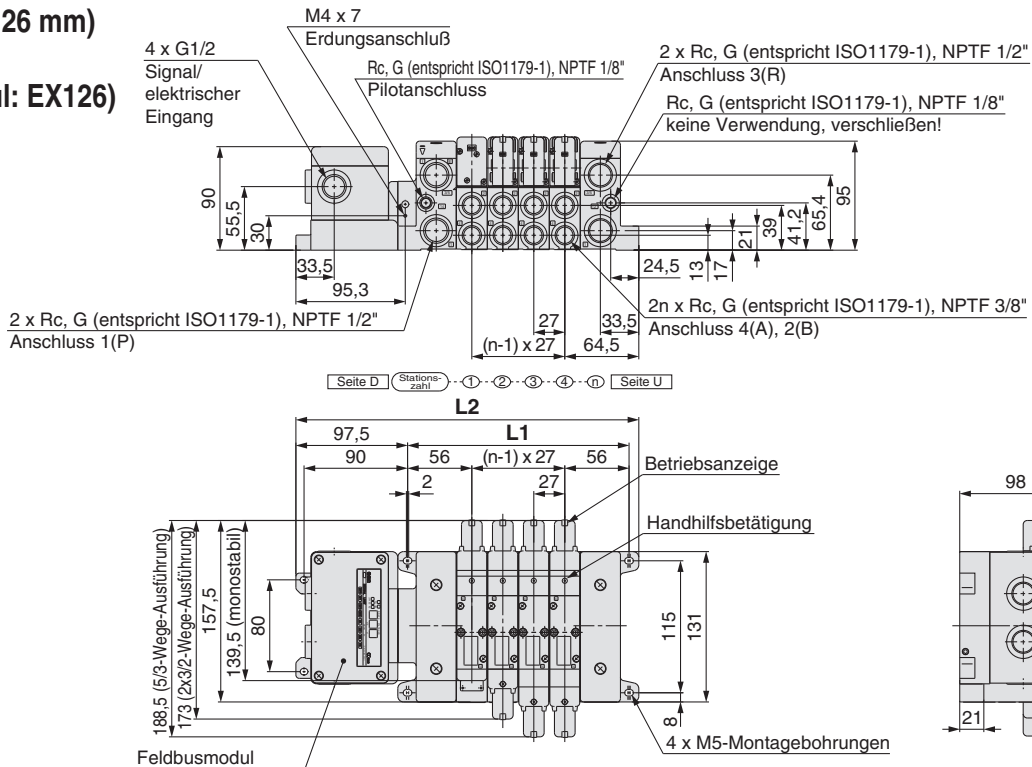 26 mm)
ul: EX126)
4 x G1/2
Signal/
elektrischer
Eingang
M4 x 7
Erdungsanschluß
Rc, G (entspricht ISO1179-1), NPTF 1/8"
Pilotanschluss
2 x Rc, G (entspricht ISO1179-1), NPTF 1/2"
Anschluss 3(R)
Rc, G (entspricht ISO1179-1), NPTF 1/8"
keine Verwendung, verschließen!
90
55,5
30
33,5
95,3
13
17
21
39
41,2
65,4
95
24,5
27
33,5
(n-1) x 27
64,5
2 x Rc, G (entspricht ISO1179-1), NPTF 1/2"
Anschluss 1(P)
2n x Rc, G (entspricht ISO1179-1), NPTF 3/8"
Anschluss 4(A), 2(B)
Seite D
Stations-
zahl
1 2 3 4 n
Seite U
L2
97,5
L1
90
56
(n-1) x 27
56
2
27
Betriebsanzeige
Handhilfsbetätigung
188,5 (5/3-Wege-Ausführung)
173 (2x3/2-Wege-Ausführung)
157,5
139,5 (monostabil)
80
115
131
8
4 x M5-Montagebohrungen
Feldbusmodul
98
21